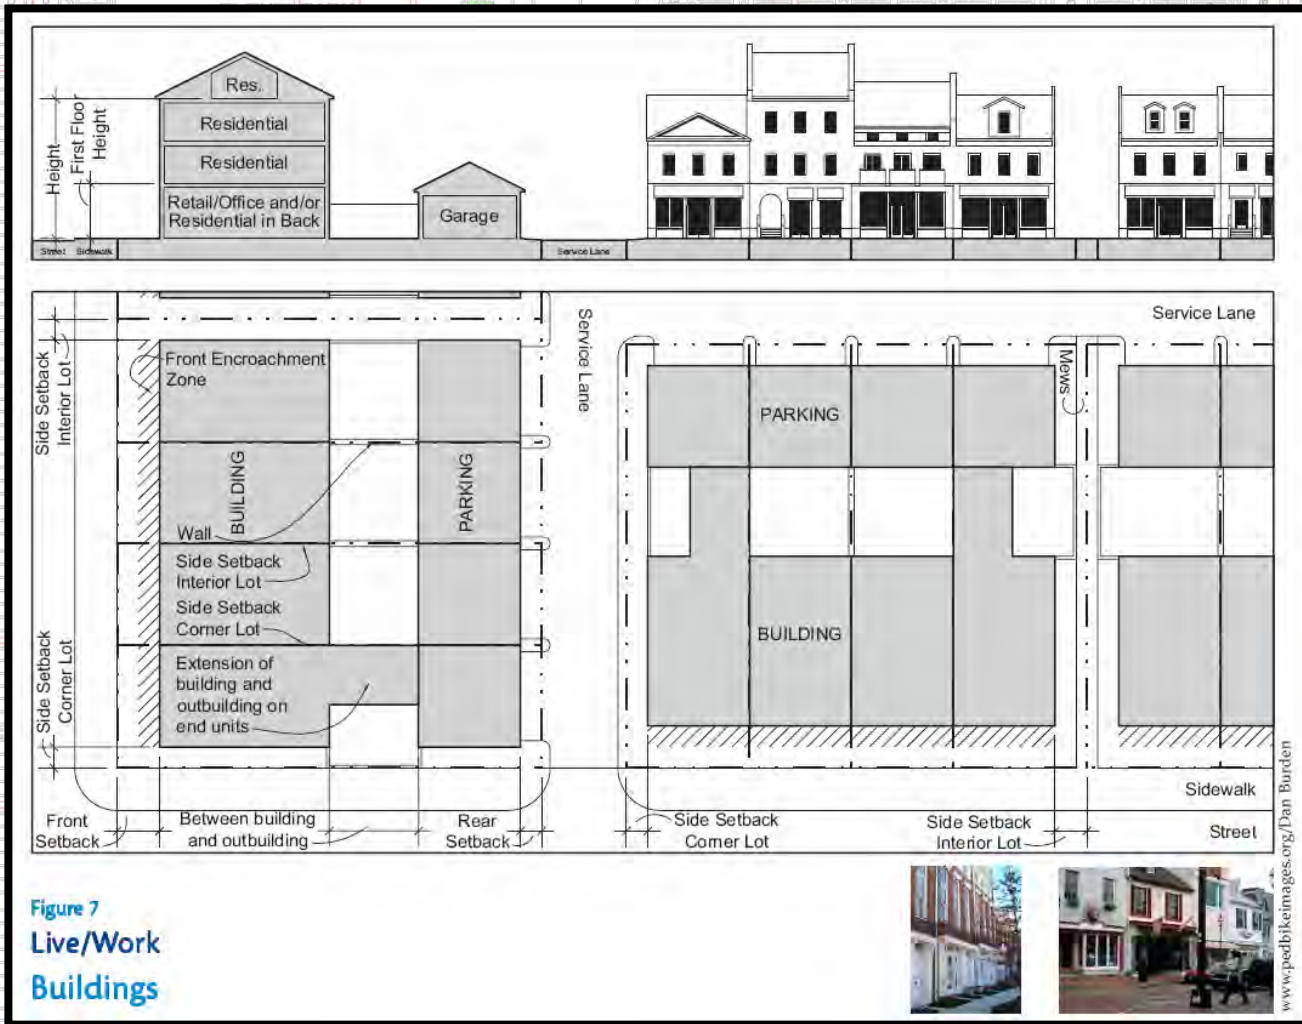 Res.
Residential
Residential
Retail/Office and/or
Residential in Back
Height
First Floor
Height
Garage
Street
Sidewalk
Service Lane
Service Lane
Service Lane
Front Encroachment
Zone
Side Setback
Interior Lot
BUILDING
PARKING
Wall
Side Setback
Interior Lot
Side Setback
Corner Lot
Side Setback
Corner Lot
Extension of
building and
outbuilding on
end units
Mews
PARKING
BUILDING
Sidewalk
Street
Front
Setback
Between building
and outbuilding
Rear
Setback
Side Setback
Corner Lot
Side Setback
Interior Lot
www.pedbikeimages.org/Dan Burden
Figure 7
Live/Work
Buildings